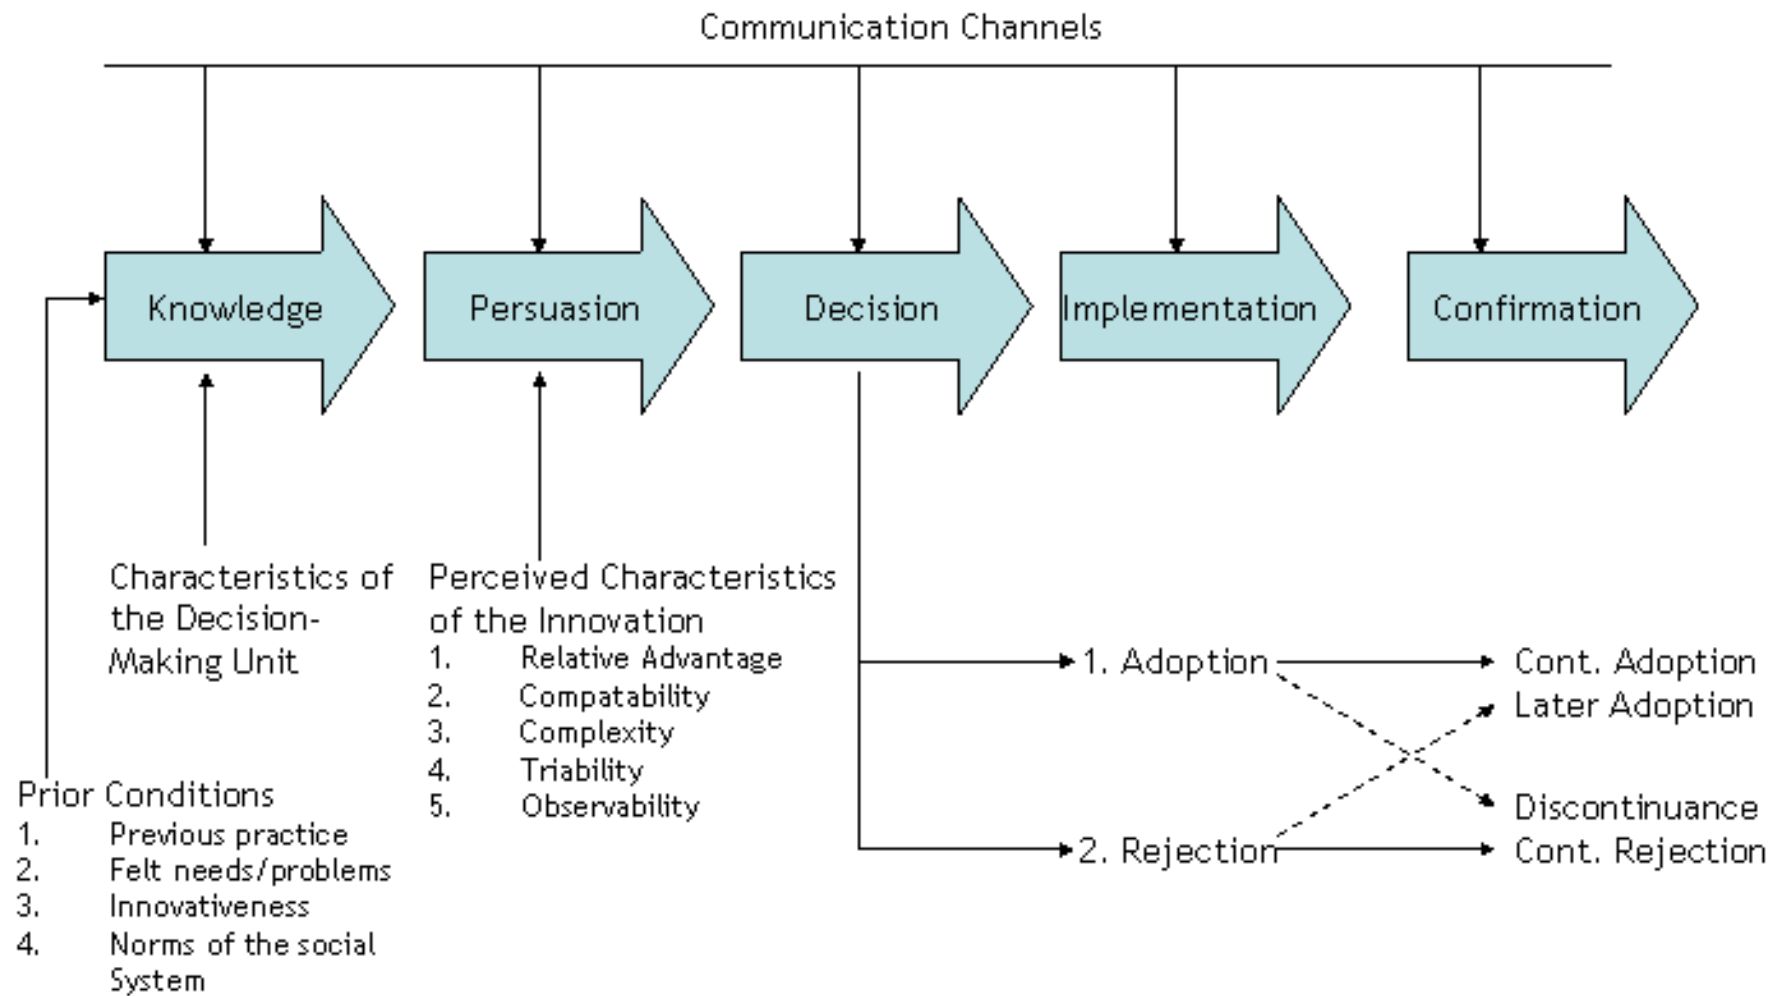 Communication Channels
Knowledge
Persuasion
Decision
Implementation
Confirmation
Characteristics of
the Decision-
Making Unit
Perceived Characteristics
of the Innovation
1. Relative Advantage
2. Compatability
3. Complexity
4. Triability
5. Observability
Prior Conditions
1. Previous practice
2. Felt needs/problems
3. Innovativeness
4. Norms of the social
System
1. Adoption
2. Rejection
Cont. Adoption
Later Adoption
Discontinuance
Cont. Rejection